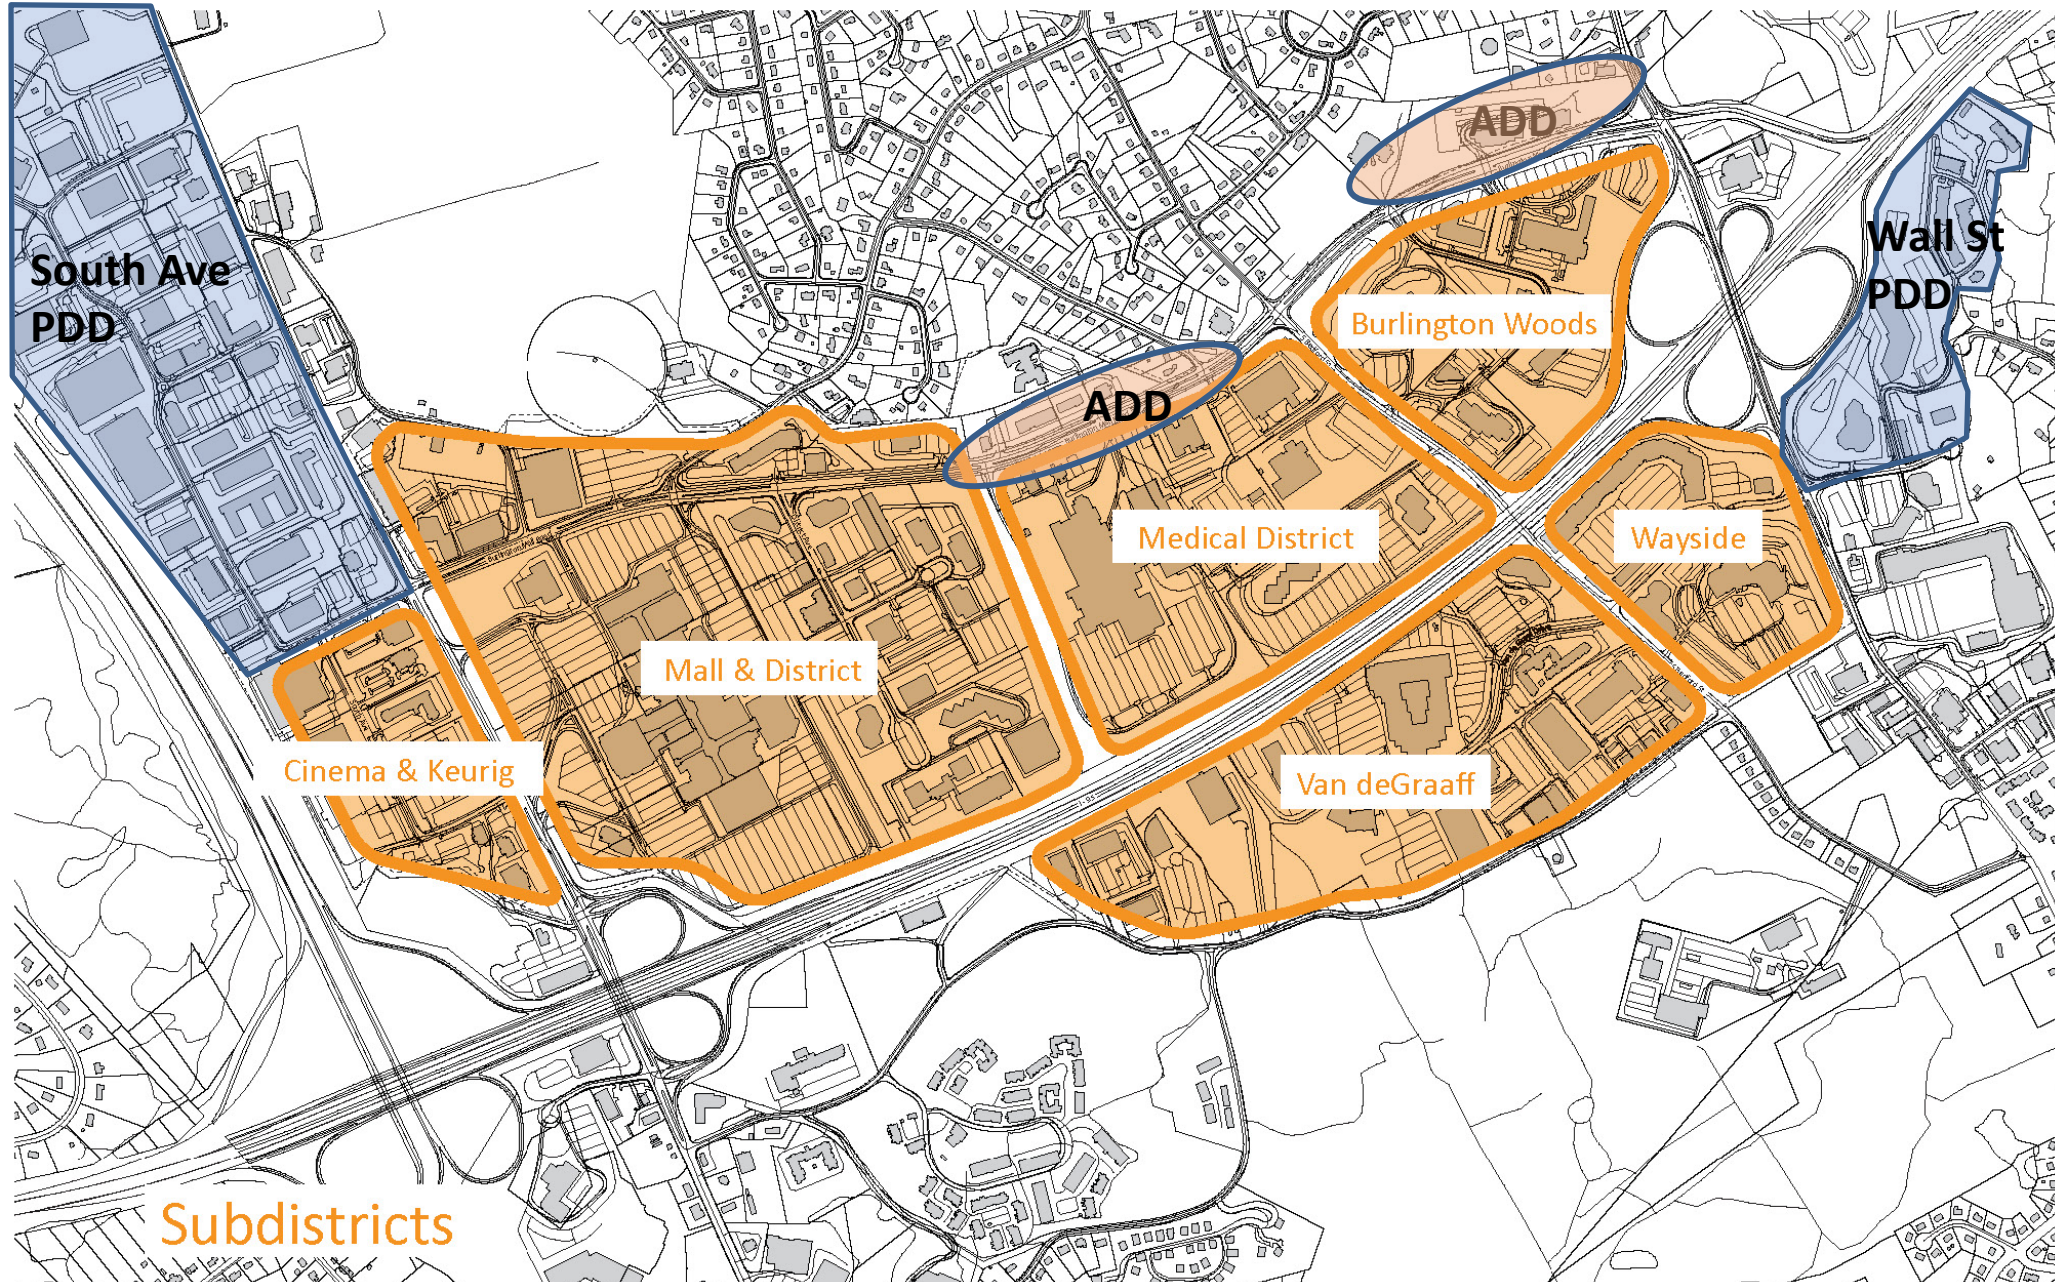 ADD
South Ave
PDD
Wall St
PDD
Burlington Woods
ADD
Medical District
Wayside
Mall & District
Cinema & Keurig
Van deGraaff
I-95
Subdistricts